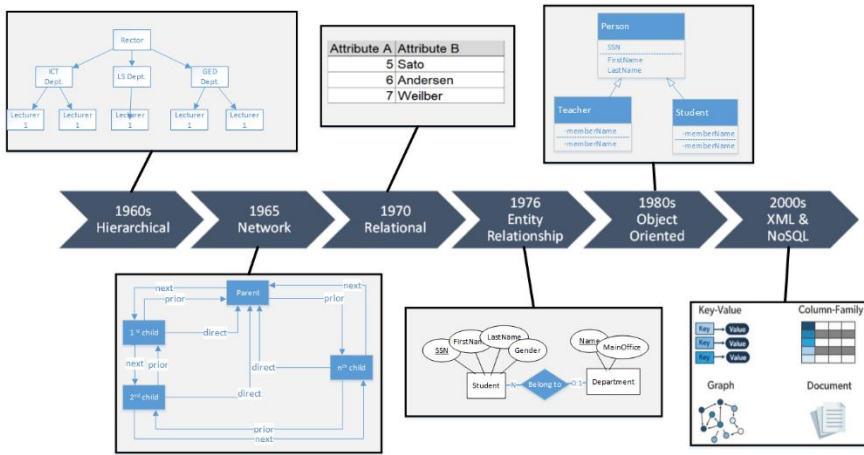 Rector
ICT
Dept.
LS Dept.
GED
Dept.
Lecturer
1
Lecturer
1
Lecturer
1
Lecturer
1
Lecturer
1
Attribute A Attribute B
5 Sato
6 Andersen
7 Weilber
Person
SSN
FirstName
LastName
Teacher
-memberName
-memberName
Student
-memberName
-memberName
1960s
Hierarchical
1965
Network
1970
Relational
1976
Entity
Relationship
1980s
Object
Oriented
2000s
XML &
NoSQL
next
Parent
next
prior
prior
1st child
direct
next
prior
direct
nth child
2nd child
direct
prior
next
SSN
FirstNam
LastName
Gender
Name
MainOffice
Student
N
Belong to
0:1
Department
Key-Value
Column-Family
Key Value
Key Value
Key Value
Graph
Document